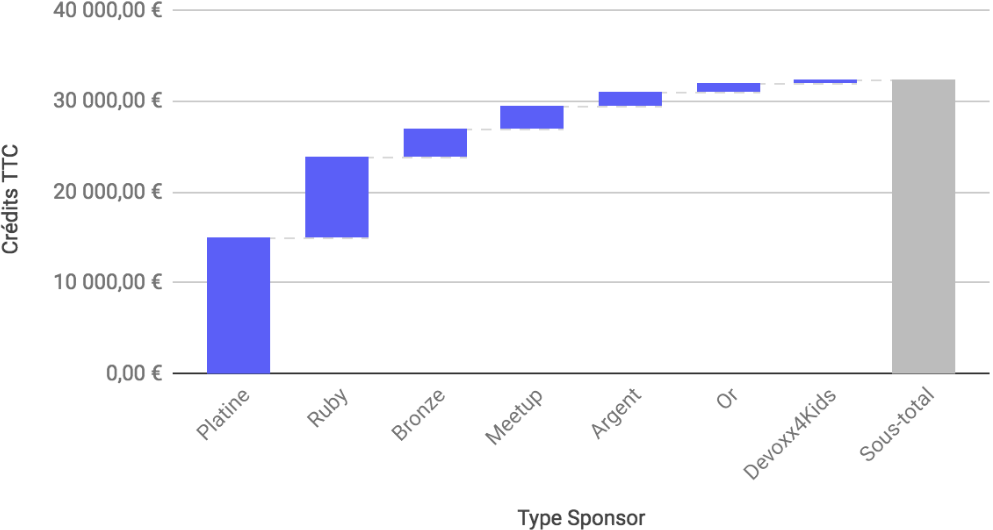 40 000,00 €
30 000,00 €
20 000,00 €
10 000,00 €
0,00 €
Crédits TTC
Platine
Ruby
Bronze
Meetup
Argent
Or
Devoxx4Kids
Sous-total
Type Sponsor